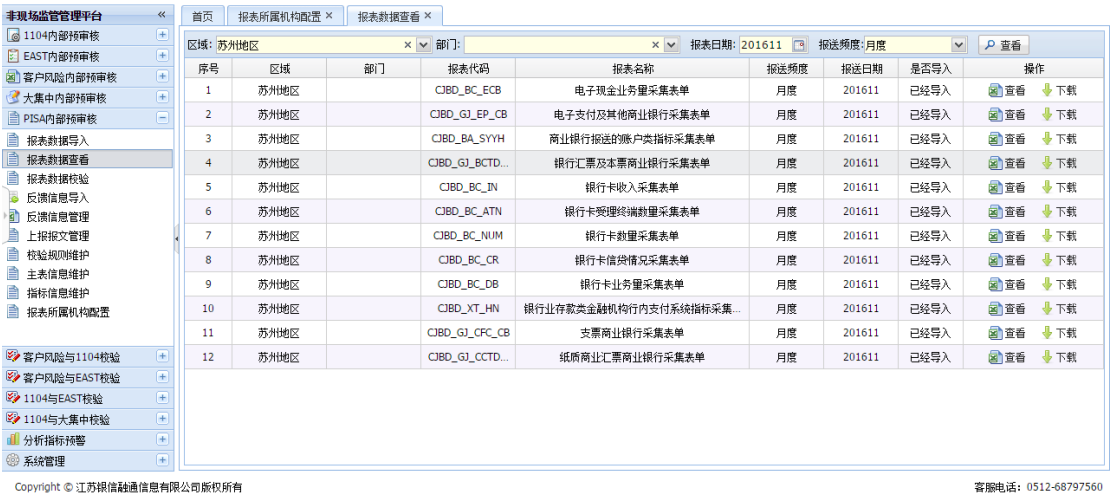 非现场监管管理平台 «
首页 报表所属机构配置 × 报表数据查看 ×
1104内部预审核
EAST内部预审核
客户风险内部预审核
大集中内部预审核
PISA内部预审核
报表数据导入
报表数据查看
报表数据校验
反馈信息导入
反馈信息管理
上报报文管理
校验规则维护
主表信息维护
指标信息维护
报表所属机构配置
客户风险与1104校验
客户风险与EAST校验
1104与EAST校验
1104与大集中校验
分析指标预警
系统管理
区域: 苏州地区 × 部门: × 报表日期: 201611 报送频度: 月度 查看
序号 区域 部门 报表代码 报表名称 报送频度 报送日期 是否导入 操作
1 苏州地区 CJBD_BC_ECB 电子现金业务量采集表单 月度 201611 已经导入 查看 下载
2 苏州地区 CJBD_GJ_EP_CB 电子支付及其他商业银行采集表单 月度 201611 已经导入 查看 下载
3 苏州地区 CJBD_BA_SYYH 商业银行报送的账户类指标采集表单 月度 201611 已经导入 查看 下载
4 苏州地区 CJBD_GJ_BCTD... 银行汇票及本票商业银行采集表单 月度 201611 已经导入 查看 下载
5 苏州地区 CJBD_BC_IN 银行卡收入采集表单 月度 201611 已经导入 查看 下载
6 苏州地区 CJBD_BC_ATN 银行卡受理终端数量采集表单 月度 201611 已经导入 查看 下载
7 苏州地区 CJBD_BC_NUM 银行卡数量采集表单 月度 201611 已经导入 查看 下载
8 苏州地区 CJBD_BC_CR 银行卡信贷情况采集表单 月度 201611 已经导入 查看 下载
9 苏州地区 CJBD_BC_DB 银行卡业务量采集表单 月度 201611 已经导入 查看 下载
10 苏州地区 CJBD_XT_HN 银行业存款类金融机构行内支付系统指标采集... 月度 201611 已经导入 查看 下载
11 苏州地区 CJBD_GJ_CFC_CB 支票商业银行采集表单 月度 201611 已经导入 查看 下载
12 苏州地区 CJBD_GJ_CCTD... 纸质商业汇票商业银行采集表单 月度 201611 已经导入 查看 下载
Copyright © 江苏银信融通信息有限公司版权所有 客服电话: 0512-68797560